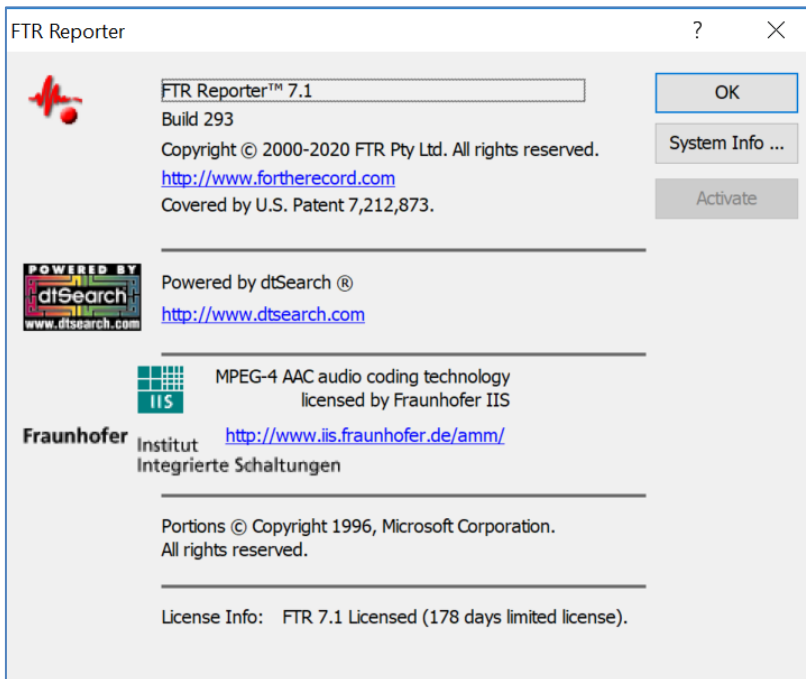 FTR Reporter
?
FTR Reporter™ 7.1
OK
Build 293
Copyright © 2000-2020 FTR Pty Ltd. All rights reserved.
System Info ...
http://www.fortherecord.com
Activate
Covered by U.S. Patent 7,212,873.
POWERED BY
dtSearch
www.dtsearch.com
Powered by dtSearch ®
http://www.dtsearch.com
IIS
MPEG-4 AAC audio coding technology
licensed by Fraunhofer IIS
Fraunhofer
Institut
Integrierte Schaltungen
http://www.iis.fraunhofer.de/amm/
Portions © Copyright 1996, Microsoft Corporation.
All rights reserved.
License Info: FTR 7.1 Licensed (178 days limited license).